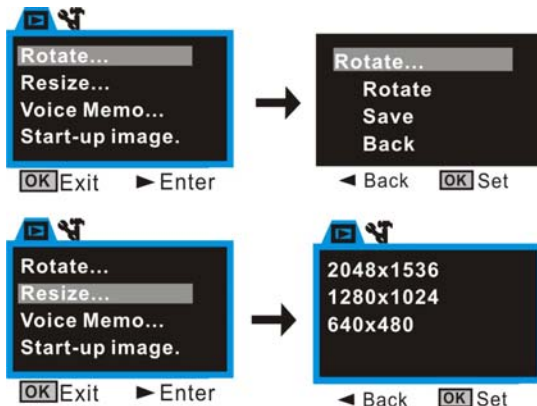 Rotate...
Resize...
Voice Memo...
Start-up image.
OK Exit ► Enter
Rotate...
Rotate
Save
Back
◄ Back OK Set
Rotate...
Resize...
Voice Memo...
Start-up image.
OK Exit ► Enter
2048x1536
1280x1024
640x480
◄ Back OK Set